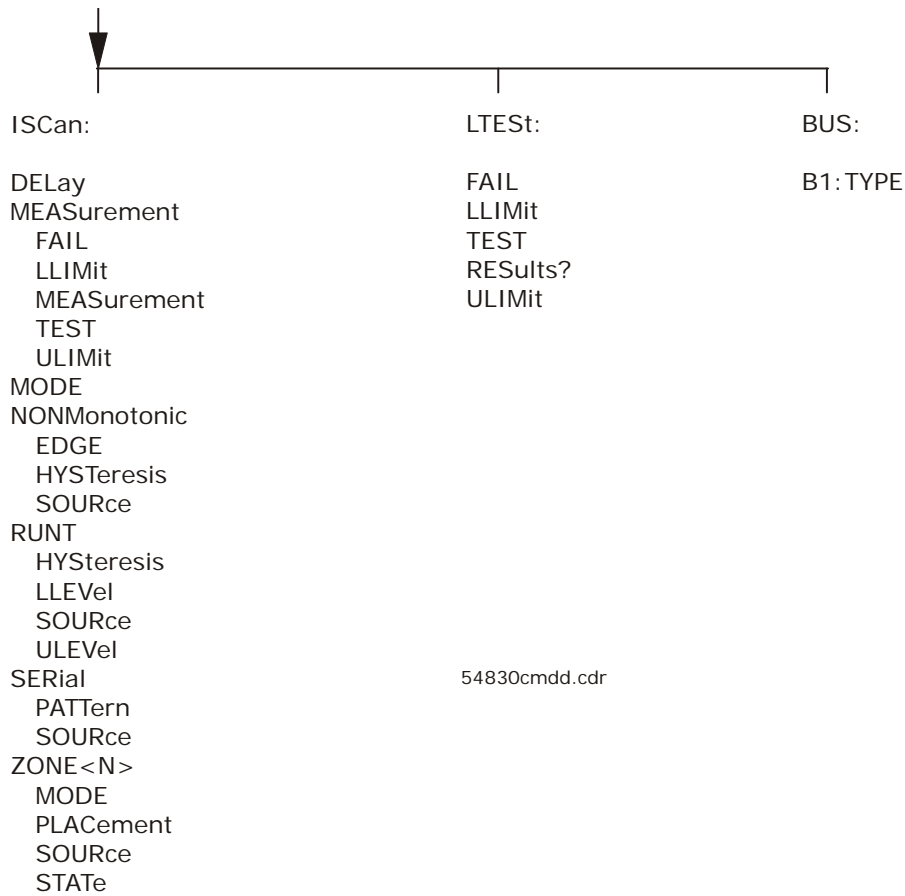 ISCan:
DELay
MEASurement
FAIL
LLIMit
MEASurement
TEST
ULIMit
MODE
NONMonotonic
EDGE
HYSTeresis
SOURce
RUNT
HYSteresis
LLEVel
SOURce
ULEVel
SERial
PATTern
SOURce
ZONE<N>
MODE
PLACement
SOURce
STATe
LTESt:
FAIL
LLIMit
TEST
RESults?
ULIMit
54830cmdd.cdr
BUS:
B1:TYPE